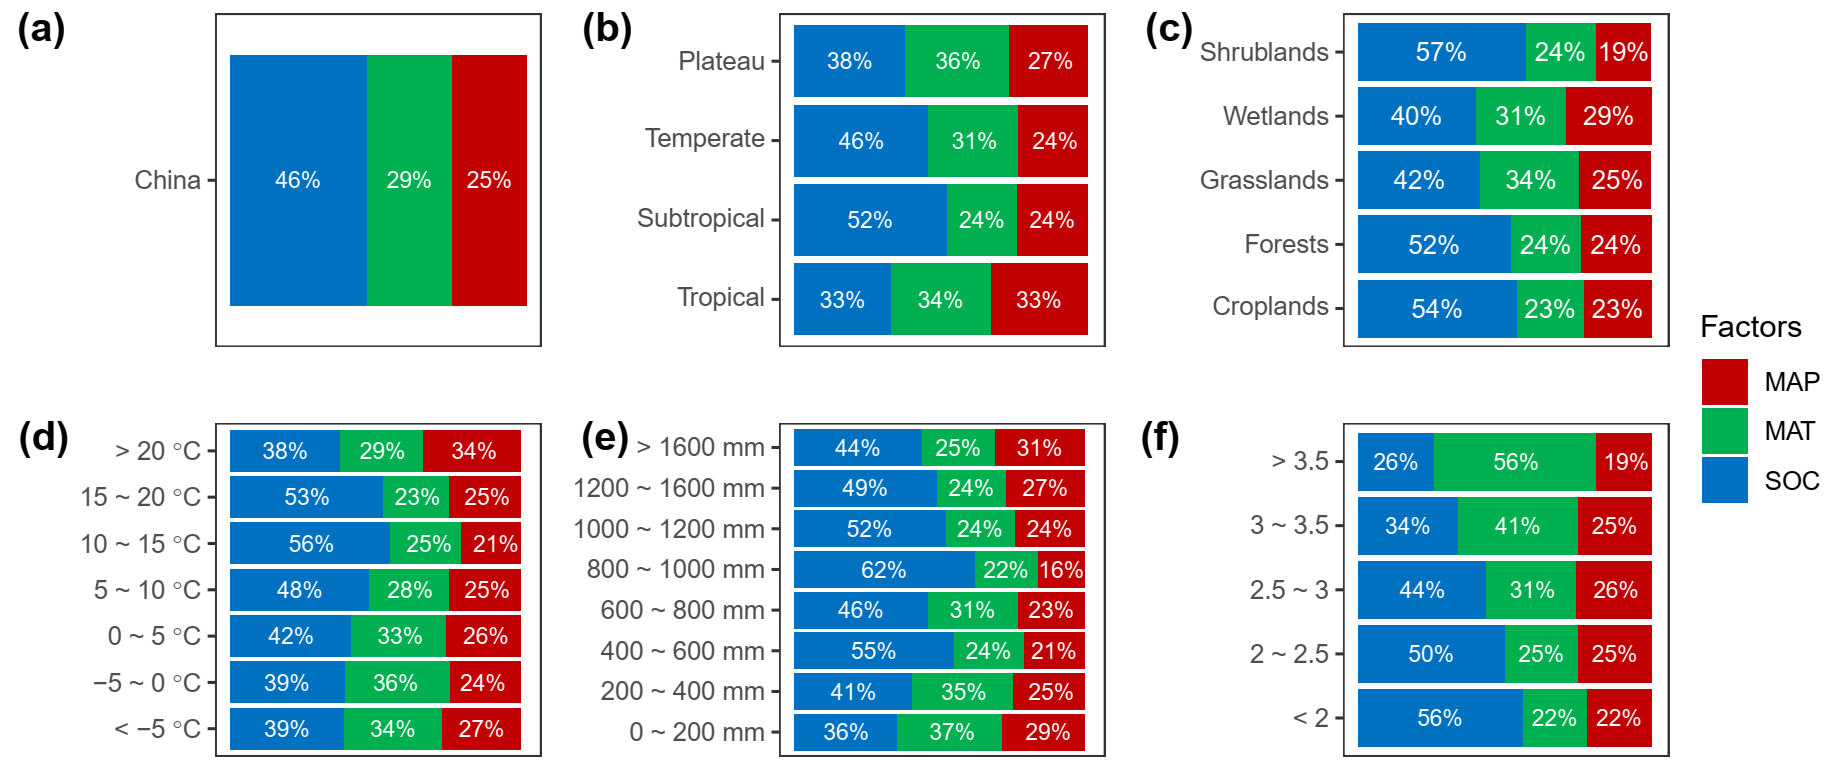 (a)
China 46% 29% 25%
(b)
Plateau 38% 36% 27%
Temperate 46% 31% 24%
Subtropical 52% 24% 24%
Tropical 33% 34% 33%
(c)
Shrublands 57% 24% 19%
Wetlands 40% 31% 29%
Grasslands 42% 34% 25%
Forests 52% 24% 24%
Croplands 54% 23% 23%
(d)
> 20 °C 38% 29% 34%
15 ~ 20 °C 53% 23% 25%
10 ~ 15 °C 56% 25% 21%
5 ~ 10 °C 48% 28% 25%
0 ~ 5 °C 42% 33% 26%
−5 ~ 0 °C 39% 36% 24%
< −5 °C 39% 34% 27%
(e)
> 1600 mm 44% 25% 31%
1200 ~ 1600 mm 49% 24% 27%
1000 ~ 1200 mm 52% 24% 24%
800 ~ 1000 mm 62% 22% 16%
600 ~ 800 mm 46% 31% 23%
400 ~ 600 mm 55% 24% 21%
200 ~ 400 mm 41% 35% 25%
0 ~ 200 mm 36% 37% 29%
(f)
> 3.5 26% 56% 19%
3 ~ 3.5 34% 41% 25%
2.5 ~ 3 44% 31% 26%
2 ~ 2.5 50% 25% 25%
< 2 56% 22% 22%
Factors
MAP
MAT
SOC